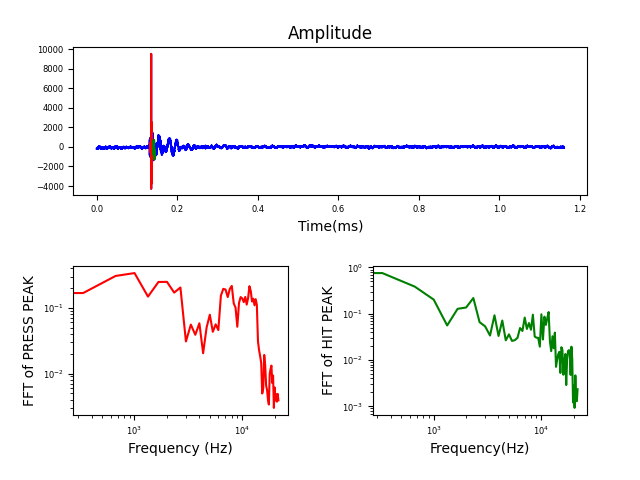 Amplitude
10000
8000
6000
4000
2000
0
−2000
−4000
0.0 0.2 0.4 0.6 0.8 1.0 1.2
Time(ms)
FFT of PRESS PEAK
10⁻¹
10⁻²
10³ 10⁴
Frequency (Hz)
FFT of HIT PEAK
10⁰
10⁻¹
10⁻²
10⁻³
10³ 10⁴
Frequency(Hz)